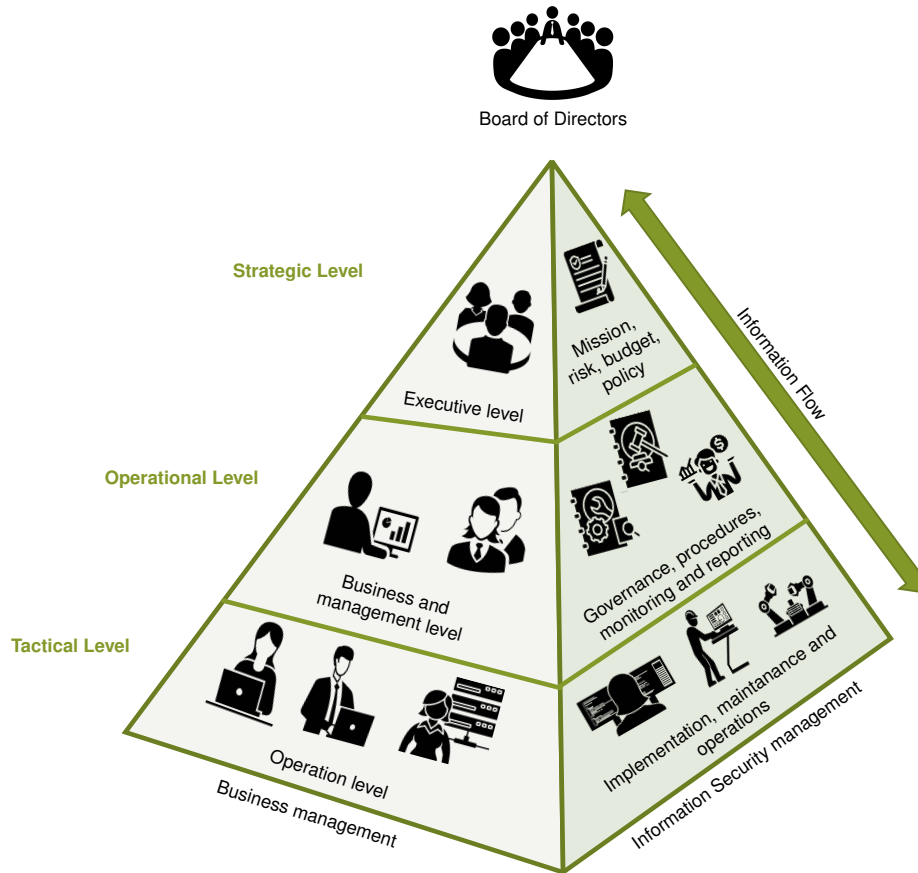 Board of Directors
Strategic Level
Executive level
Mission,
risk, budget,
policy
Information Flow
Operational Level
Business and
management level
Governance, procedures,
monitoring and reporting
Tactical Level
Operation level
Implementation, maintanance and
operations
Business management
Information Security management